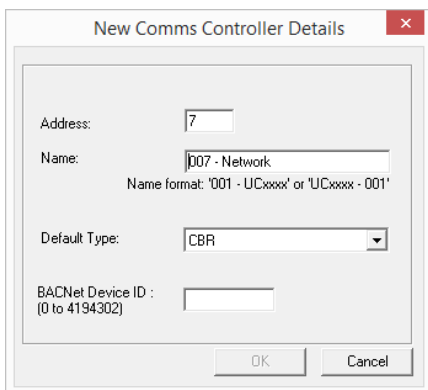 New Comms Controller Details
Address:
7
Name:
007 - Network
Name format: '001 - UCxxxx' or 'UCxxxx - 001'
Default Type:
CBR
BACNet Device ID :
(0 to 4194302)
OK
Cancel